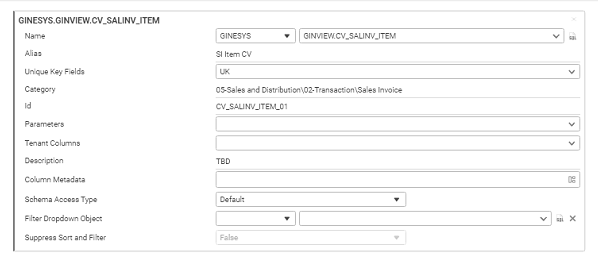 GINESYS.GINVIEW.CV_SALINV_ITEM
Name GINESYS GINVIEW.CV_SALINV_ITEM
Alias SI Item CV
Unique Key Fields UK
Category 05-Sales and Distribution\02-Transaction\Sales Invoice
Id CV_SALINV_ITEM_01
Parameters
Tenant Columns
Description TBD
Column Metadata
Schema Access Type Default
Filter Dropdown Object
Suppress Sort and Filter False